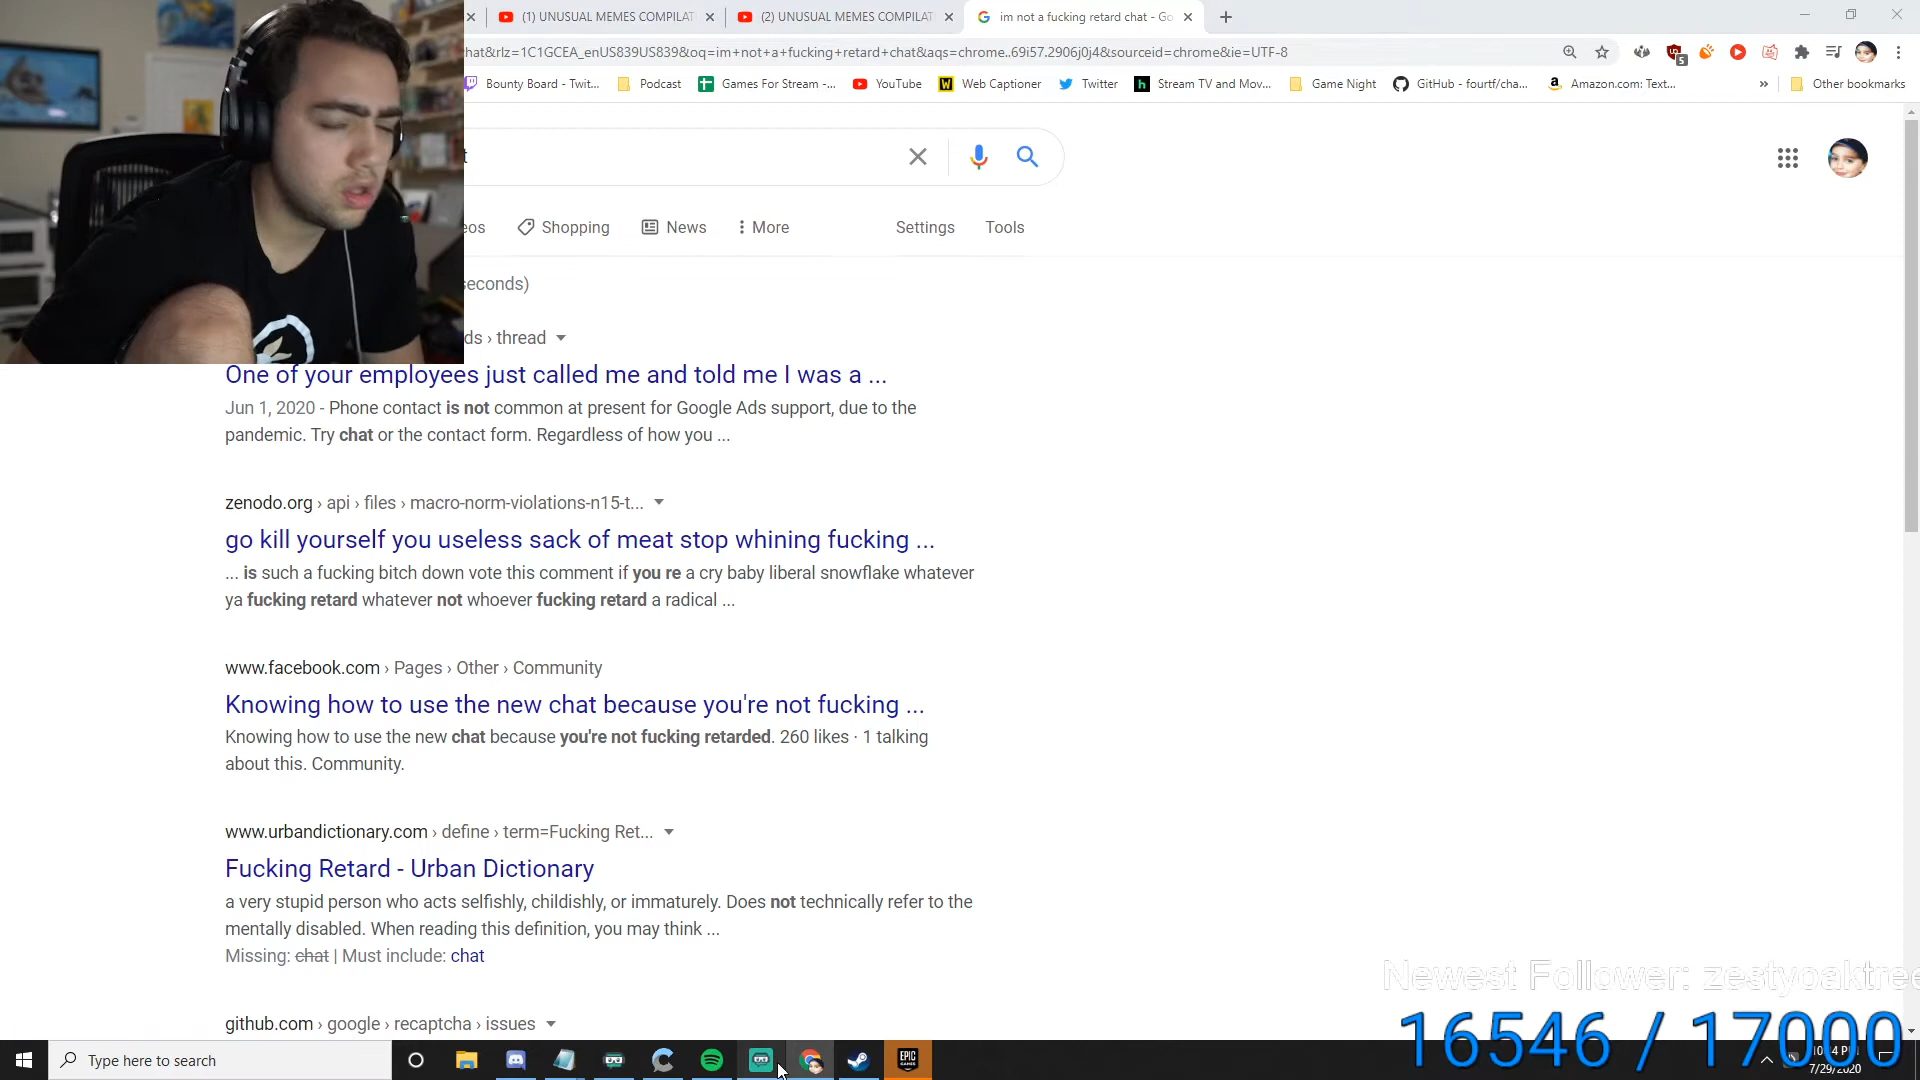 (1) UNUSUAL MEMES COMPILAT
(2) UNUSUAL MEMES COMPILAT
im not a fucking retard chat - Go
hat&rlz=1C1GCEA_enUS839US839&oq=im+not+a+fucking+retard+chat&aqs=chrome..69i57.2906j0j4&sourceid=chrome&ie=UTF-8
Bounty Board - Twit...
Podcast
Games For Stream -...
YouTube
Web Captioner
Twitter
Stream TV and Mov...
Game Night
GitHub - fourtf/cha...
Amazon.com: Text...
»
Other bookmarks
t
eos
Shopping
News
More
Settings
Tools
seconds)
ds › thread
One of your employees just called me and told me I was a ...
Jun 1, 2020 - Phone contact is not common at present for Google Ads support, due to the
pandemic. Try chat or the contact form. Regardless of how you ...
zenodo.org › api › files › macro-norm-violations-n15-t...
go kill yourself you useless sack of meat stop whining fucking ...
... is such a fucking bitch down vote this comment if you re a cry baby liberal snowflake whatever
ya fucking retard whatever not whoever fucking retard a radical ...
www.facebook.com › Pages › Other › Community
Knowing how to use the new chat because you're not fucking ...
Knowing how to use the new chat because you're not fucking retarded. 260 likes · 1 talking
about this. Community.
www.urbandictionary.com › define › term=Fucking Ret...
Fucking Retard - Urban Dictionary
a very stupid person who acts selfishly, childishly, or immaturely. Does not technically refer to the
mentally disabled. When reading this definition, you may think ...
Missing: chat | Must include: chat
github.com › google › recaptcha › issues
Newest Follower: zestyoaktree
16546 / 17000
Type here to search
EPIC GAMES
7/29/2020